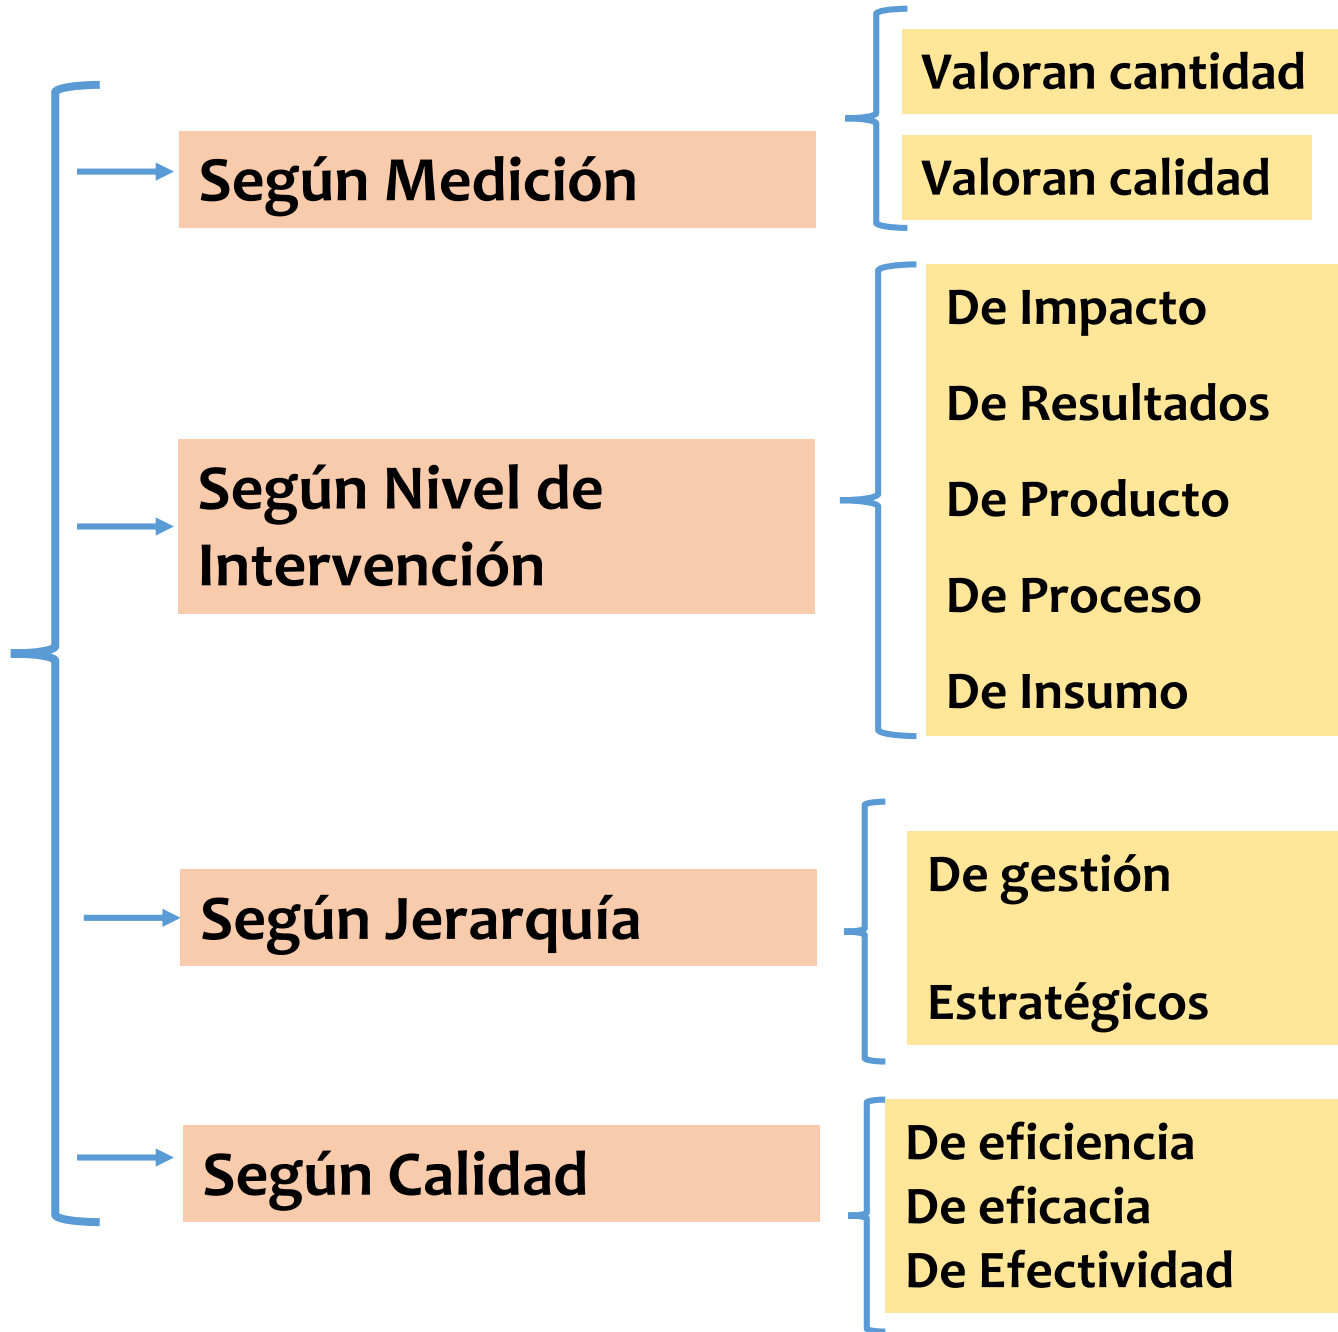 Según Medición
Valoran cantidad
Valoran calidad
Según Nivel de
Intervención
De Impacto
De Resultados
De Producto
De Proceso
De Insumo
Según Jerarquía
De gestión
Estratégicos
Según Calidad
De eficiencia
De eficacia
De Efectividad